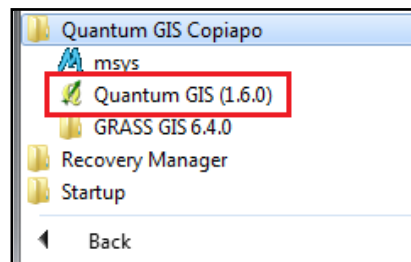 Quantum GIS Copiapo
msys
Quantum GIS (1.6.0)
GRASS GIS 6.4.0
Recovery Manager
Startup
Back